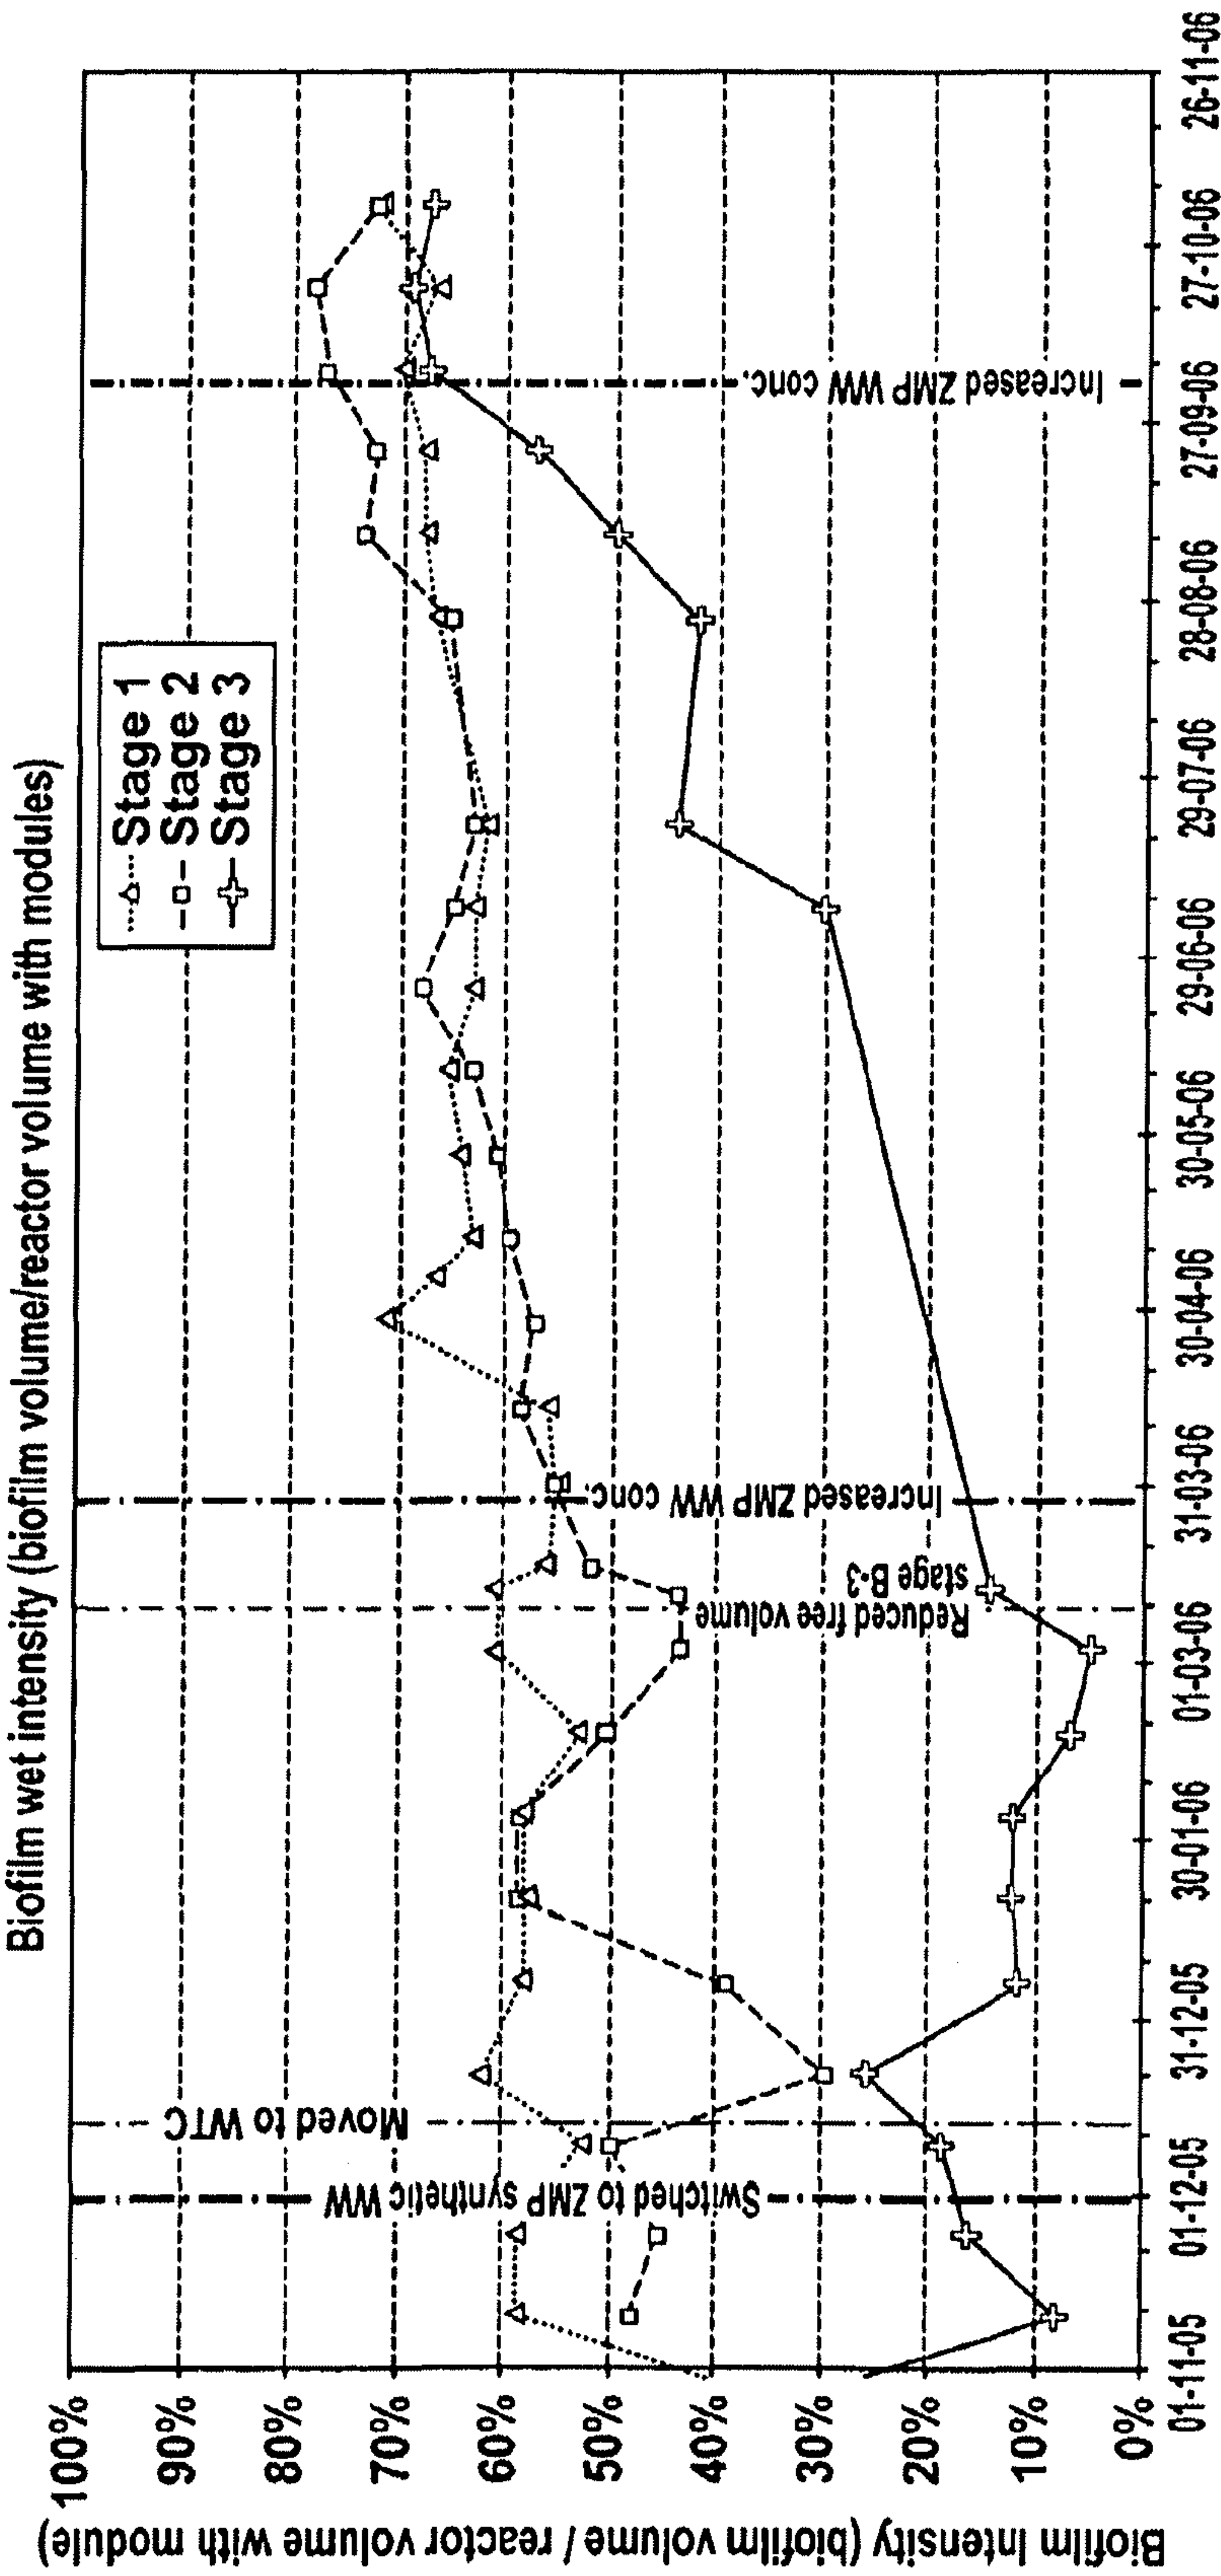 Biofilm wet intensity (biofilm volume/reactor volume with modules)
Biofilm Intensity (biofilm volume / reactor volume with module)
100%
90%
80%
70%
60%
50%
40%
30%
20%
10%
0%
Stage 1
Stage 2
Stage 3
Switched to ZMP synthetic WW
Moved to WTC
Reduced free volume
stage B-3
Increased ZMP WW conc.
Increased ZMP WW conc.
01-11-05
01-12-05
31-12-05
30-01-06
01-03-06
31-03-06
30-04-06
30-05-06
29-06-06
29-07-06
28-08-06
27-09-06
27-10-06
26-11-06